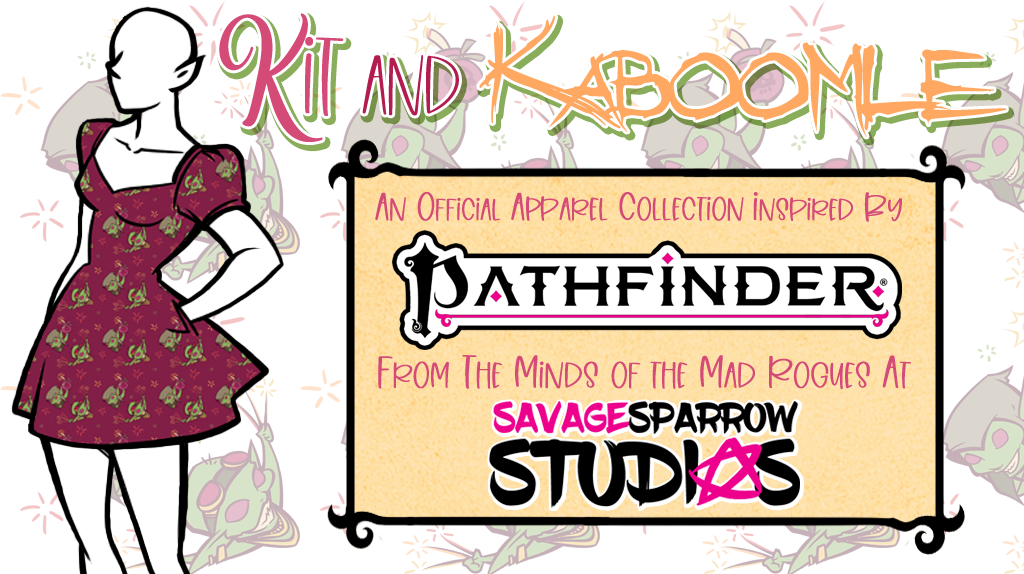 Kit and Kaboomle
An Official Apparel Collection Inspired By
PATHFINDER®
From The Minds of the Mad Rogues At
SAVAGESPARROW
STUDIOS